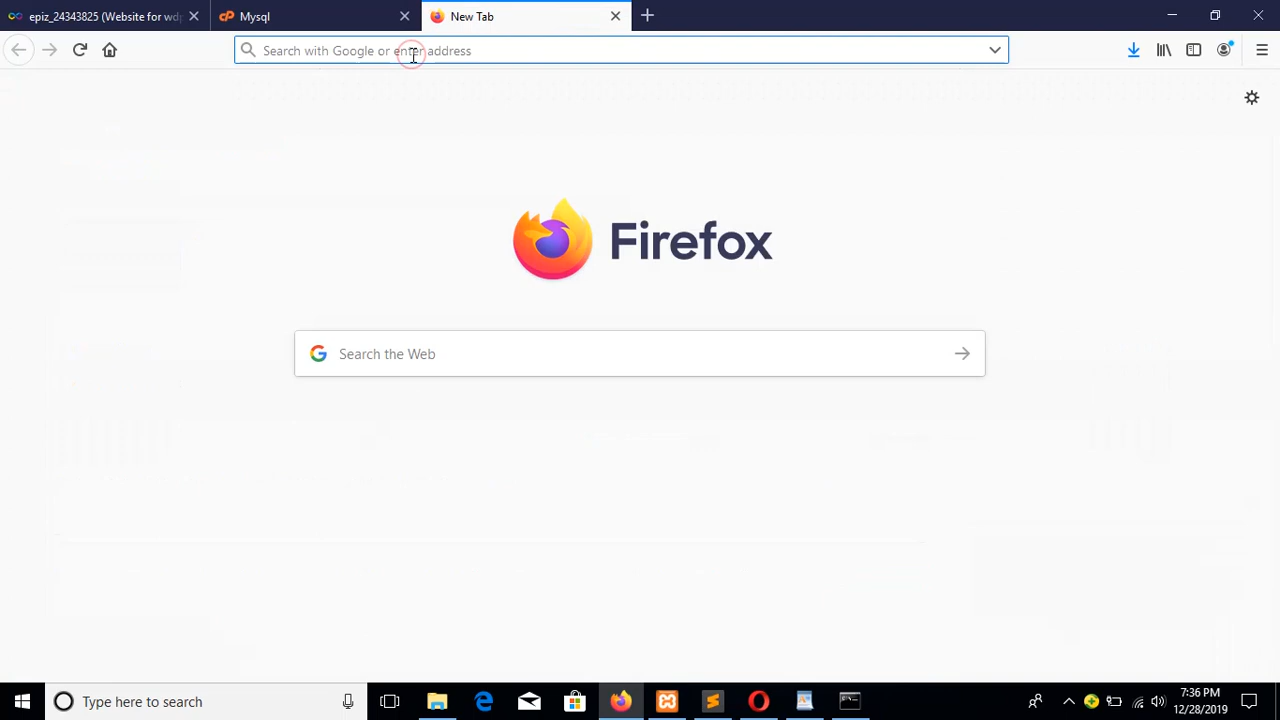 epiz_24343825 (Website for wdp
Mysql
New Tab
Search with Google or enter address
Firefox
Search the Web
Type here to search
7:36 PM
12/28/2019